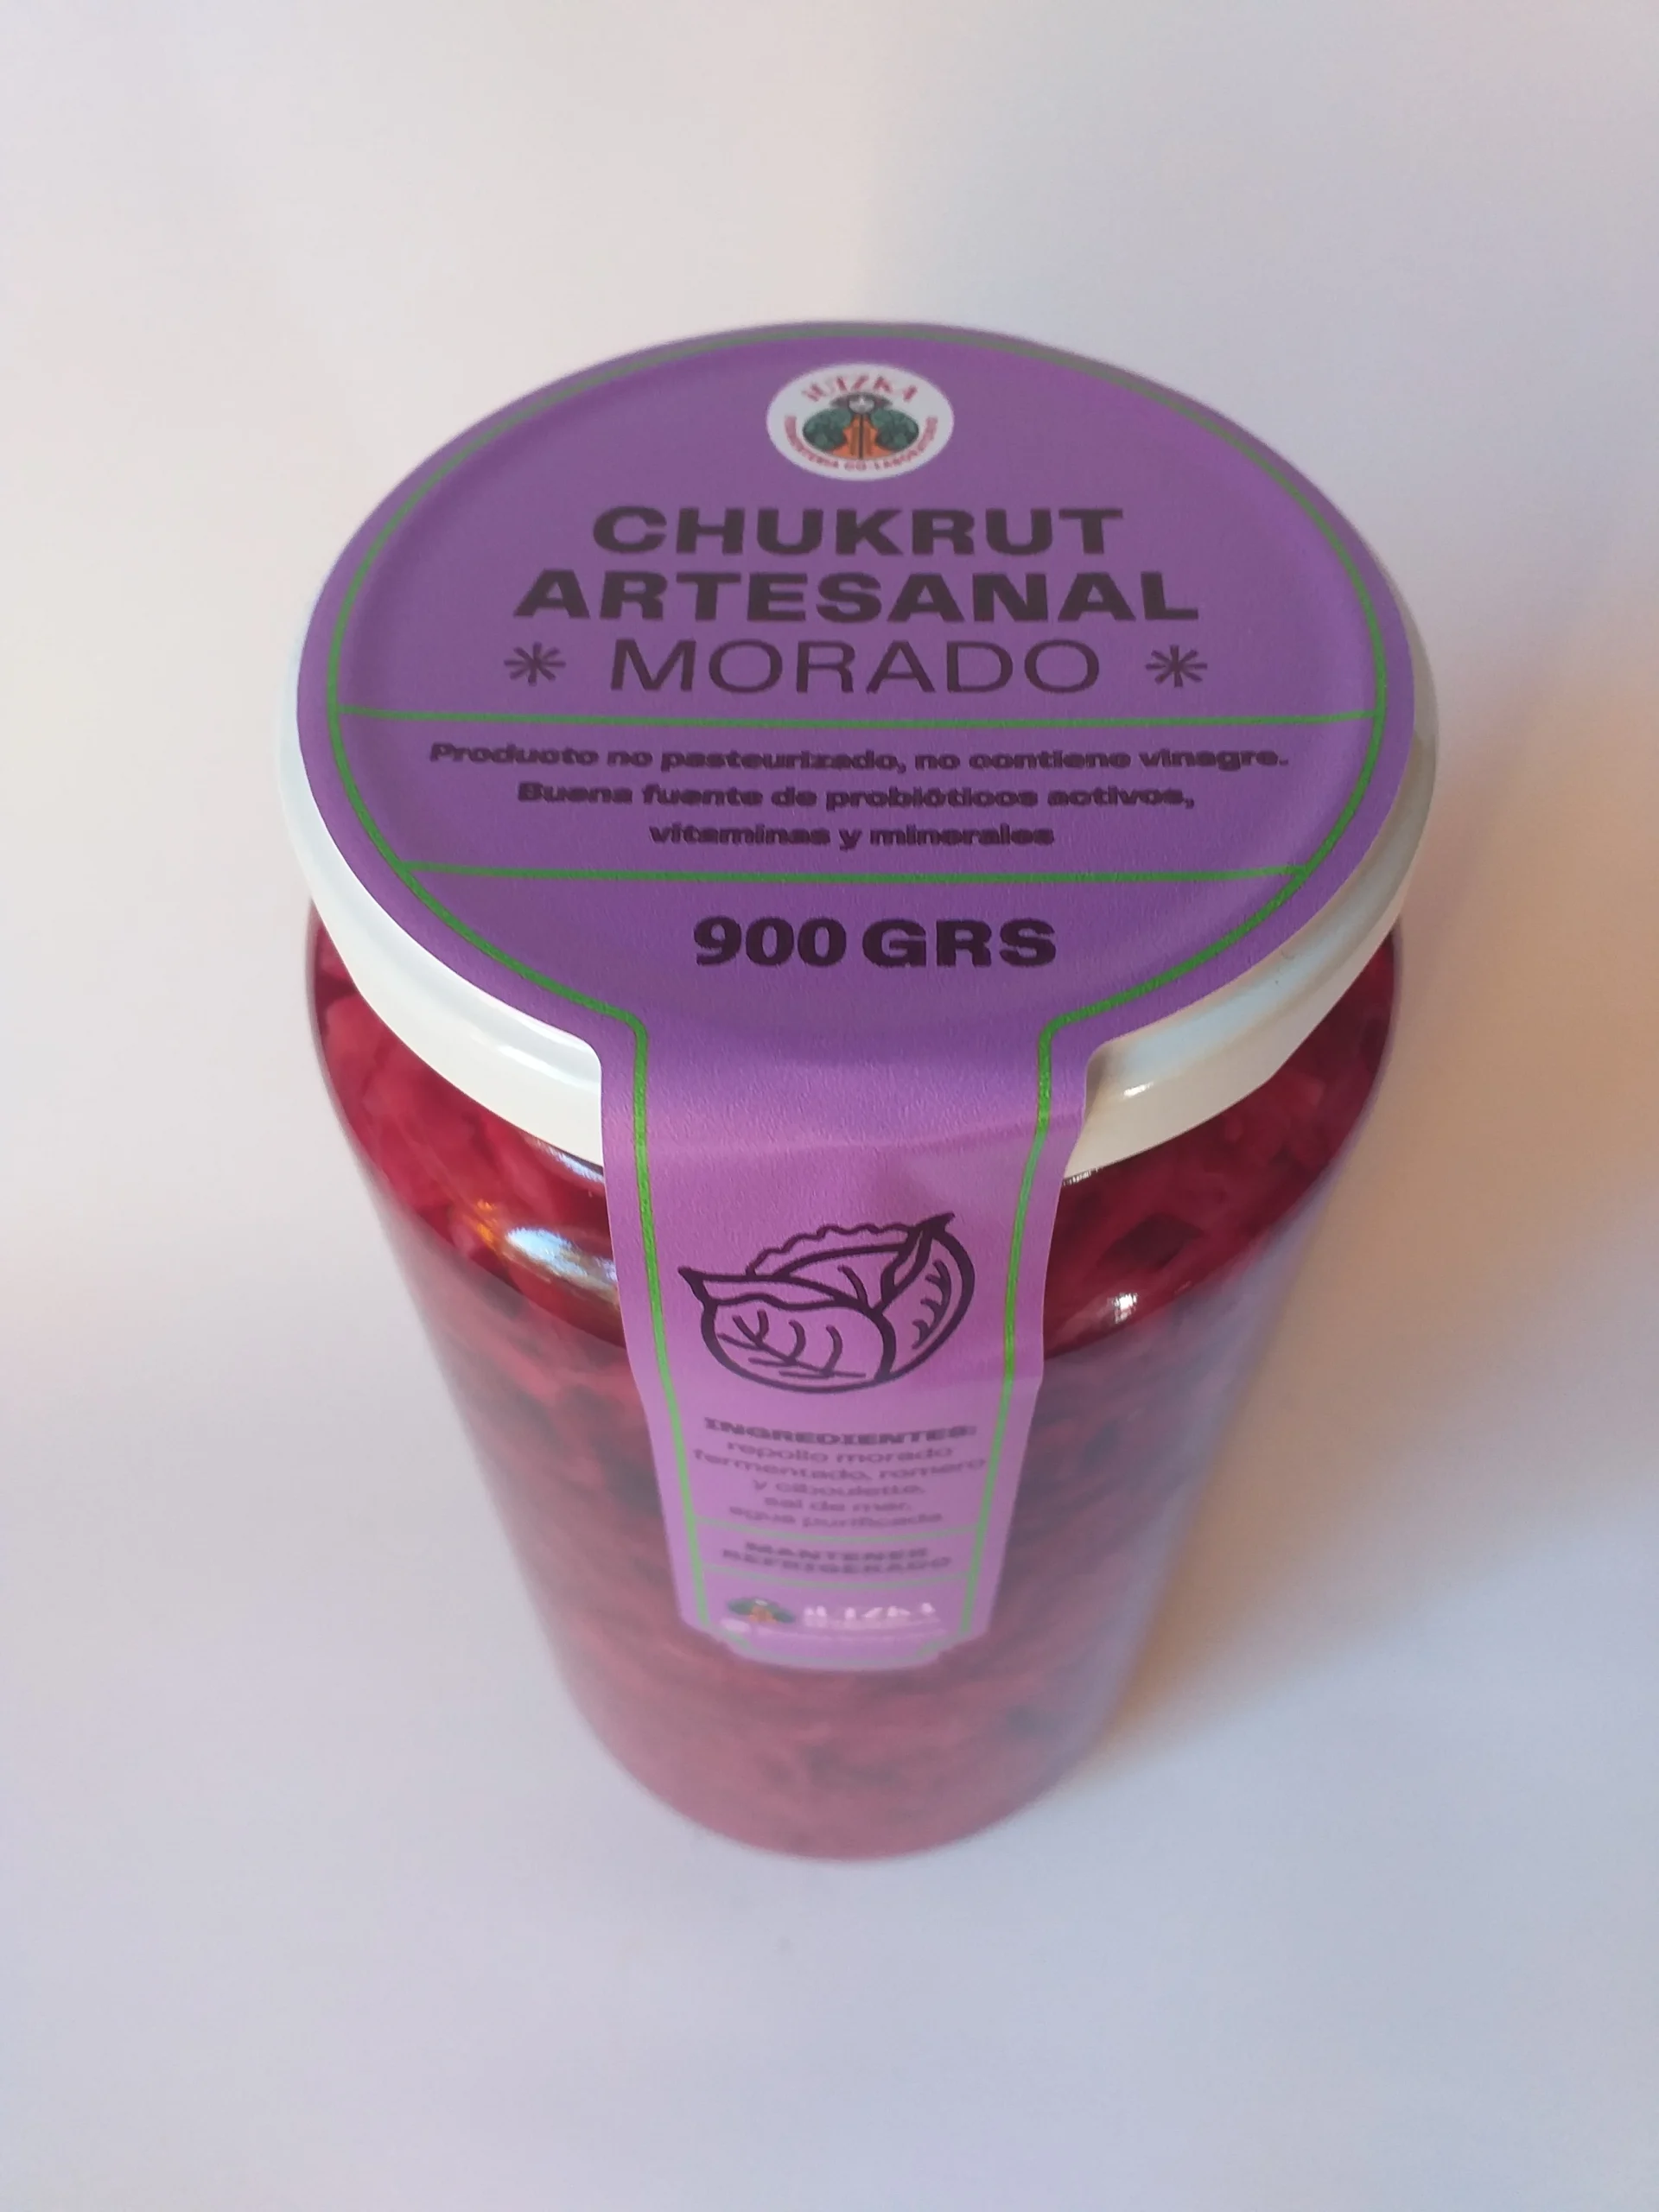 CHUKRUT
ARTESANAL
* MORADO *
Producto no pasteurizado, no contiene vinagre.
Buena fuente de probióticos activos,
vitaminas y minerales
900 GRS
INGREDIENTES:
repollo morado
fermentado, romero
y ciboulette,
sal de mar,
agua purificada
MANTENER
REFRIGERADO